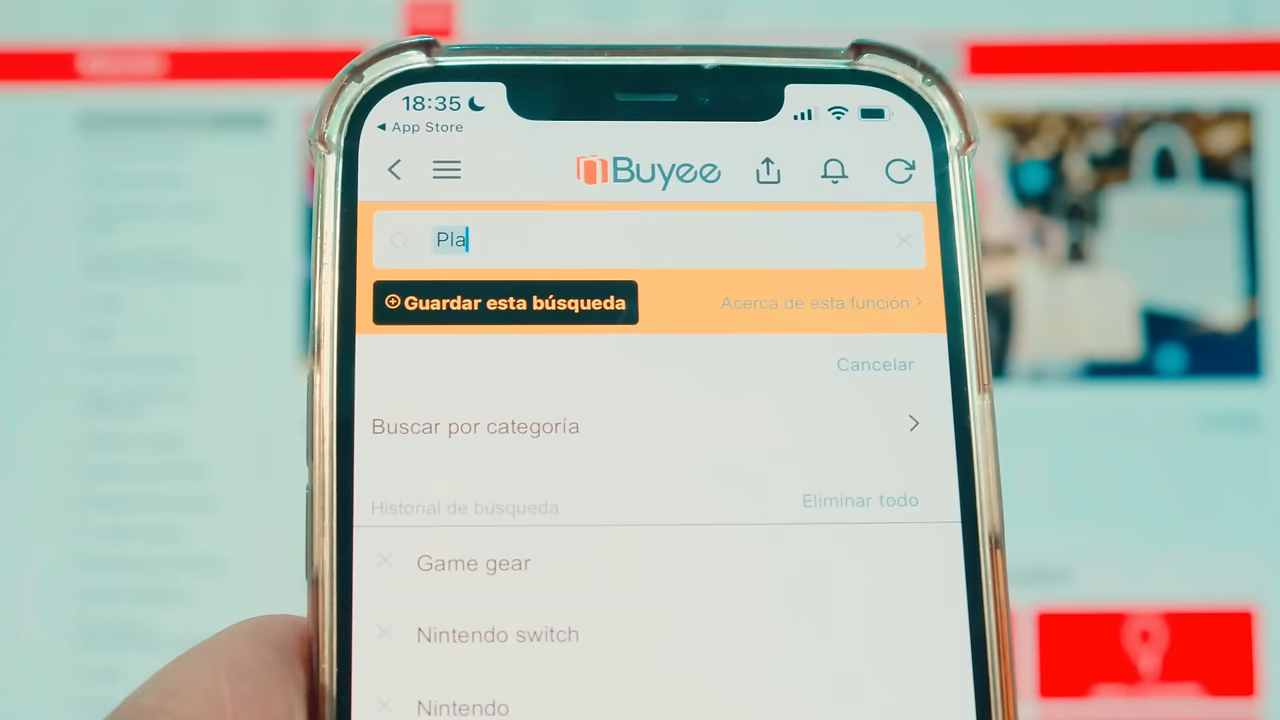 18:35
◄ App Store
Buyee
Pla
Guardar esta búsqueda
Acerca de esta función
Cancelar
Buscar por categoría
Historial de búsqueda
Eliminar todo
Game gear
Nintendo switch
Nintendo